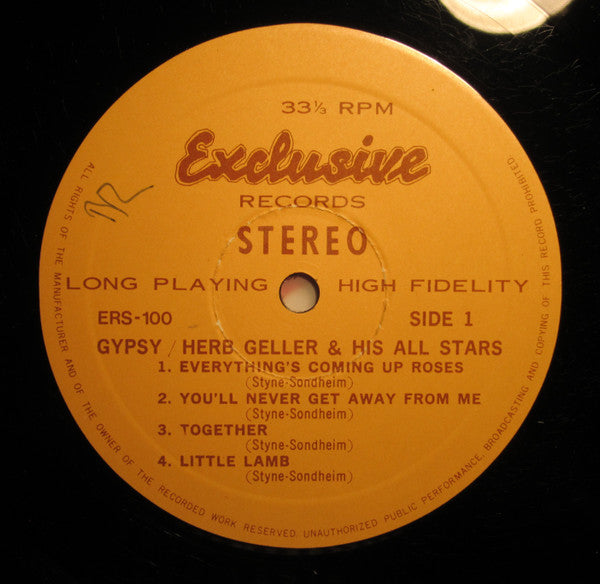 33⅓ RPM
Exclusive
RECORDS
STEREO
LONG PLAYING HIGH FIDELITY
ERS-100 SIDE 1
GYPSY / HERB GELLER & HIS ALL STARS
1. EVERYTHING'S COMING UP ROSES
(Styne-Sondheim)
2. YOU'LL NEVER GET AWAY FROM ME
(Styne-Sondheim)
3. TOGETHER
(Styne-Sondheim)
4. LITTLE LAMB
(Styne-Sondheim)
ALL RIGHTS OF THE MANUFACTURER AND OF THE OWNER OF THE RECORDED WORK RESERVED. UNAUTHORIZED PUBLIC PERFORMANCE, BROADCASTING AND COPYING OF THIS RECORD PROHIBITED